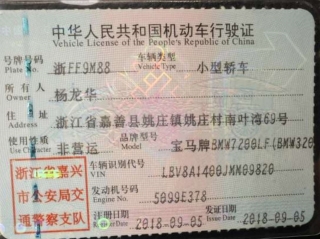 中华人民共和国机动车行驶证
Vehicle License of the People's Republic of China
号牌号码 浙FF9M88 车辆类型 小型轿车
Plate No. Vehicle Type
所有人 杨龙华
Owner
住址 浙江省嘉善县姚庄镇姚庄村南叶湾69号
Address
使用性质 非营运 品牌型号 宝马牌BMW7200LF(BMW320
Use Character Model
浙江省嘉兴
市公安局交
通警察支队
车辆识别代号 LBV8A1400JMM09820
VIN
发动机号码 5099E378
Engine No.
注册日期 2018-09-05 发证日期 2018-09-05
Register Date Issue Date